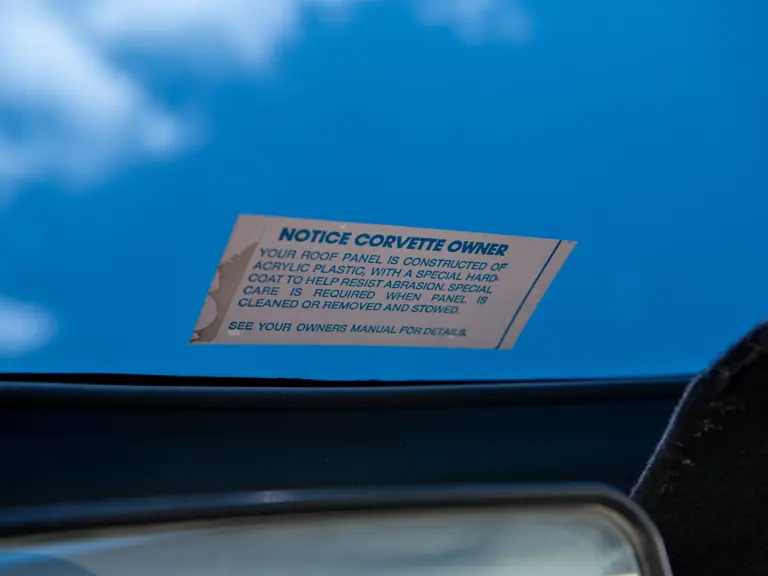 NOTICE CORVETTE OWNER
YOUR ROOF PANEL IS CONSTRUCTED OF
ACRYLIC PLASTIC, WITH A SPECIAL HARD-
COAT TO HELP RESIST ABRASION. SPECIAL
CARE IS REQUIRED WHEN PANEL IS
CLEANED OR REMOVED AND STOWED.
SEE YOUR OWNERS MANUAL FOR DETAILS.